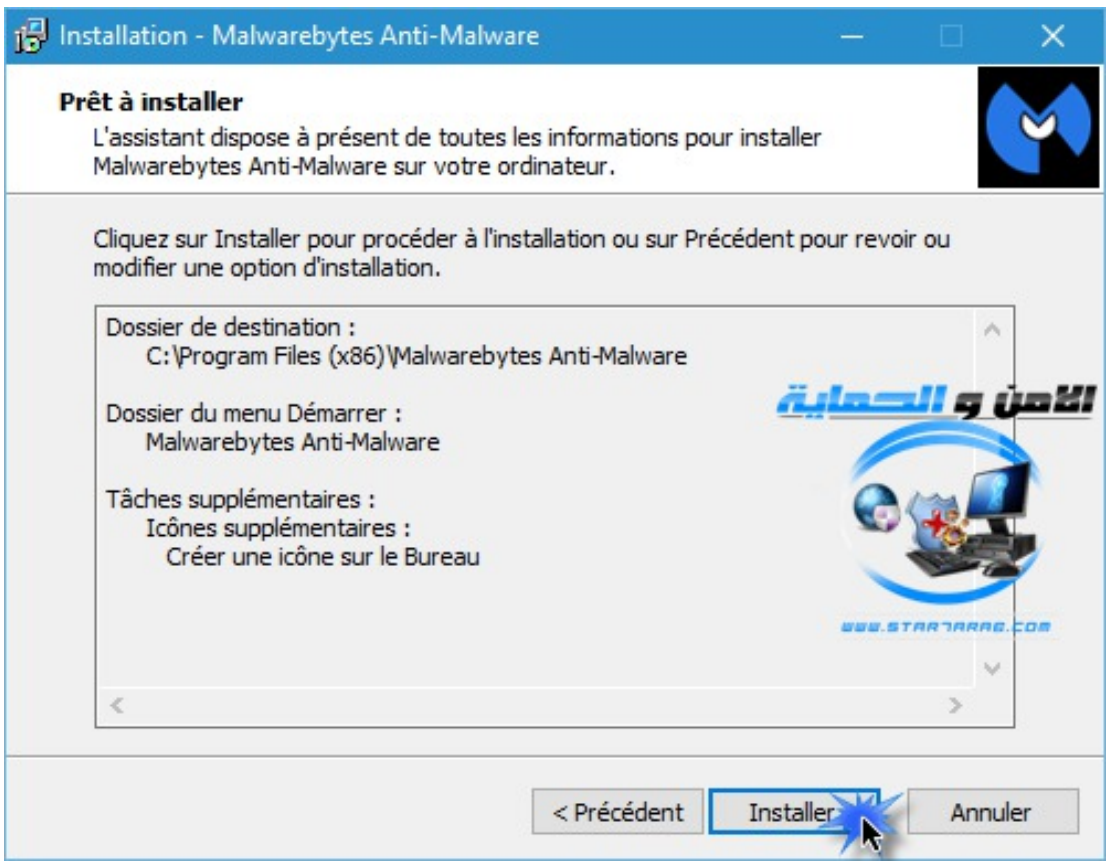 Installation - Malwarebytes Anti-Malware
Prêt à installer
L'assistant dispose à présent de toutes les informations pour installer
Malwarebytes Anti-Malware sur votre ordinateur.
Cliquez sur Installer pour procéder à l'installation ou sur Précédent pour revoir ou
modifier une option d'installation.
Dossier de destination :
C:\Program Files (x86)\Malwarebytes Anti-Malware
Dossier du menu Démarrer :
Malwarebytes Anti-Malware
Tâches supplémentaires :
Icônes supplémentaires :
Créer une icône sur le Bureau
الامن و الحماية
WWW.STAR7ARAB.COM
< Précédent
Installer
Annuler